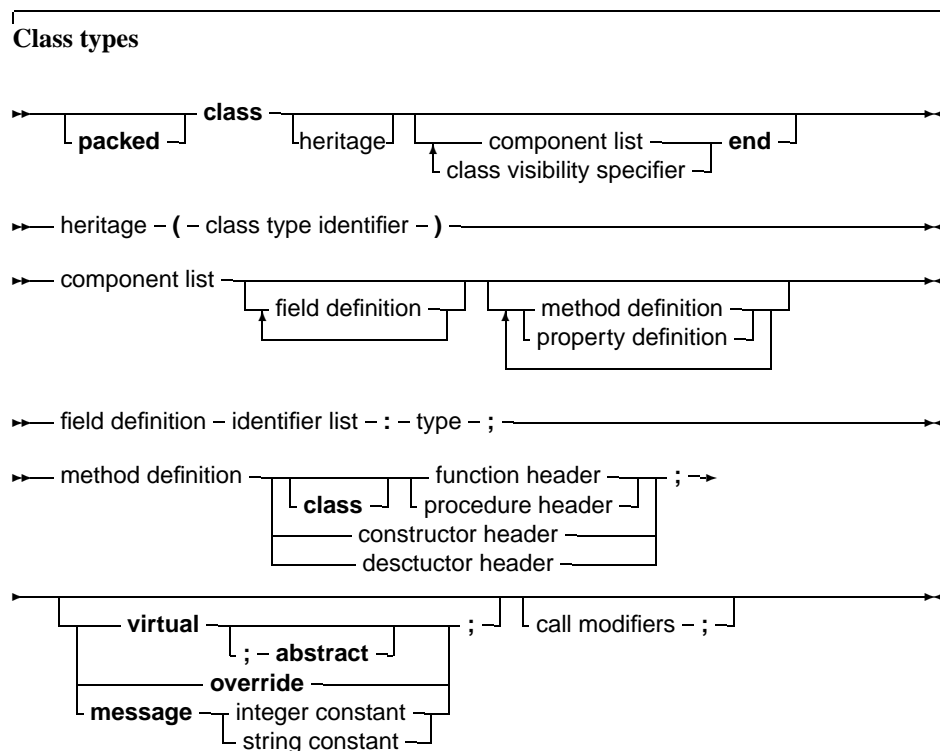 Class types
packed class heritage component list end
class visibility specifier
heritage ( class type identifier )
component list field definition method definition
property definition
field definition identifier list : type ;
method definition class function header ;
procedure header
constructor header
desctuctor header
virtual ; abstract ; call modifiers ;
override
message integer constant
string constant